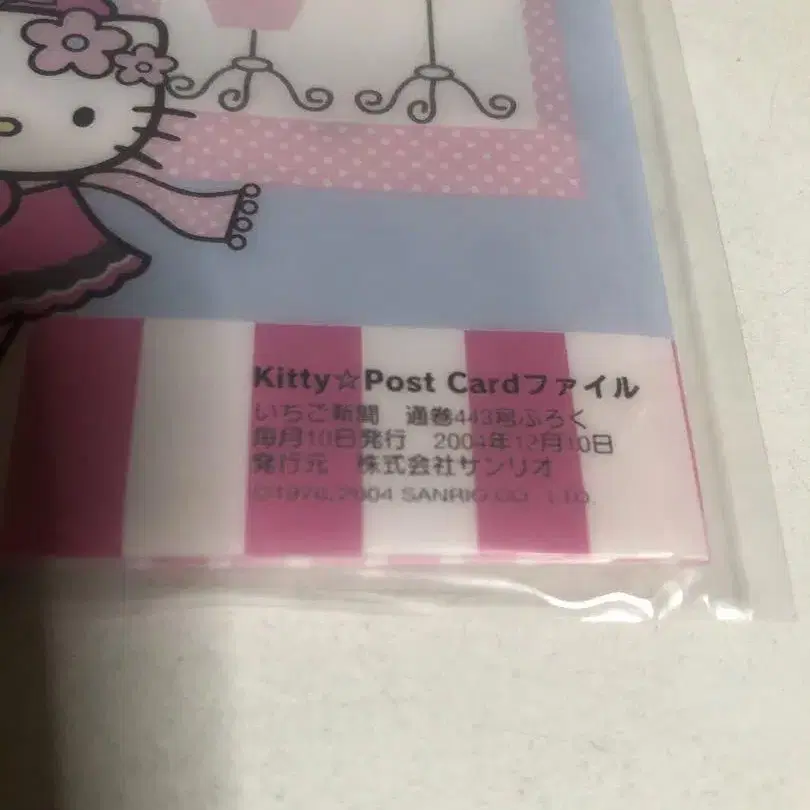 Kitty☆Post Cardファイル
いちご新聞　通巻443号ふろく
毎月10日発行　2004年12月10日
発行元　株式会社サンリオ
©1976,2004 SANRIO CO., LTD.